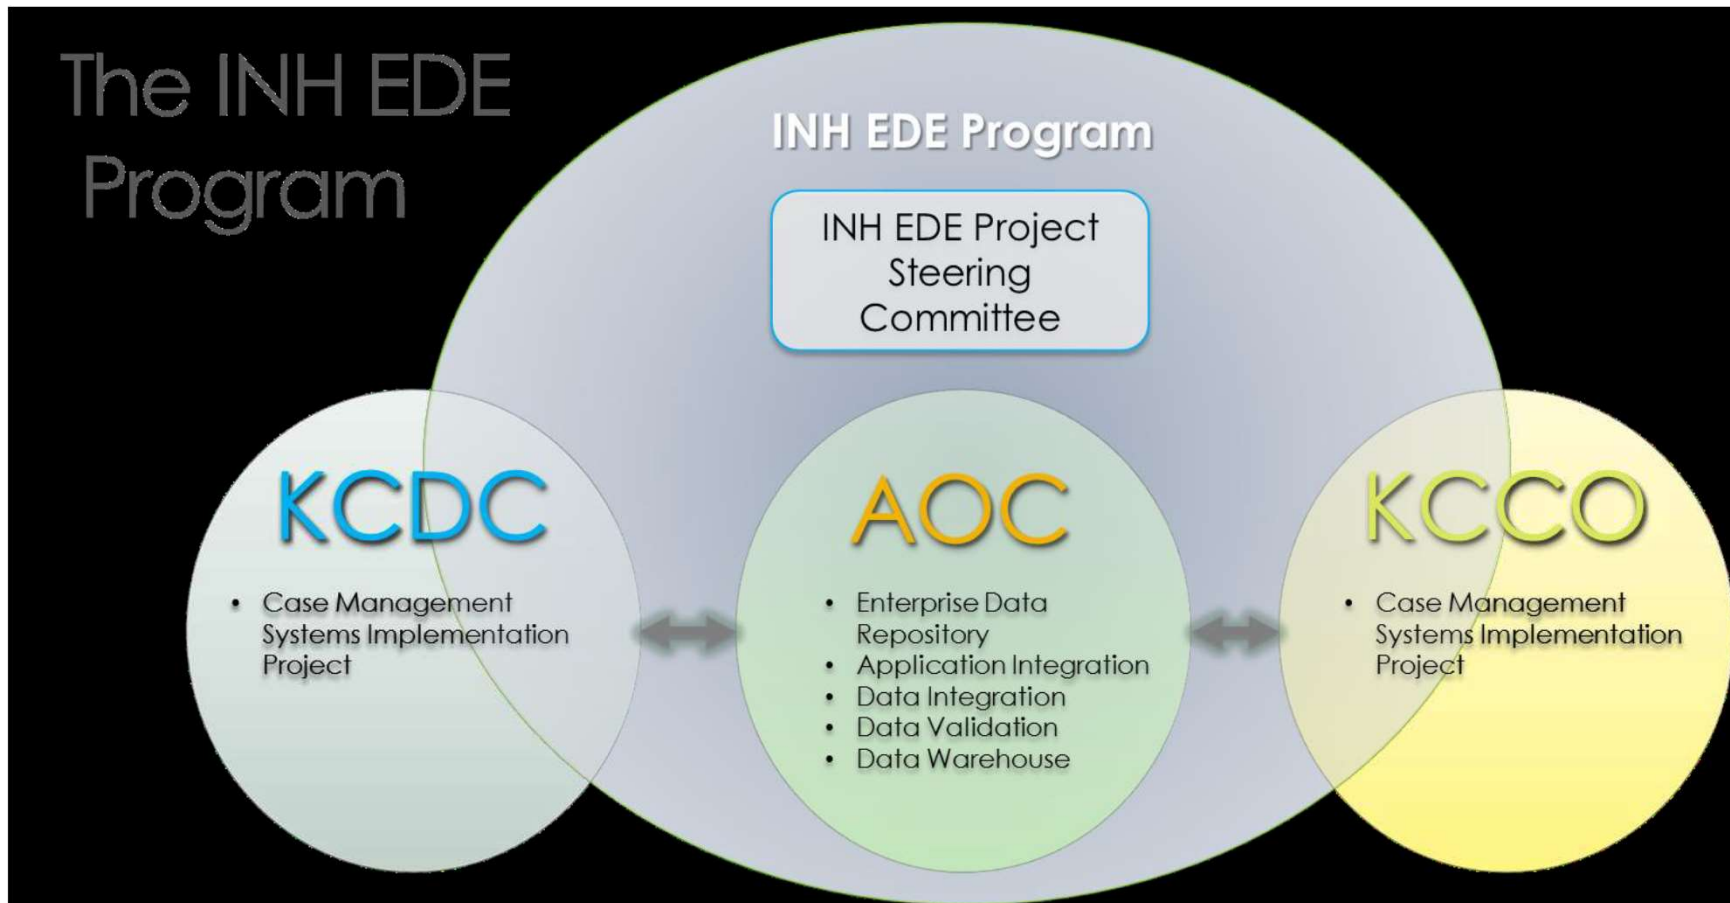 The INH EDE
Program
INH EDE Program
INH EDE Project
Steering
Committee
KCDC
• Case Management
Systems Implementation
Project
AOC
• Enterprise Data
Repository
• Application Integration
• Data Integration
• Data Validation
• Data Warehouse
KCCO
• Case Management
Systems Implementation
Project